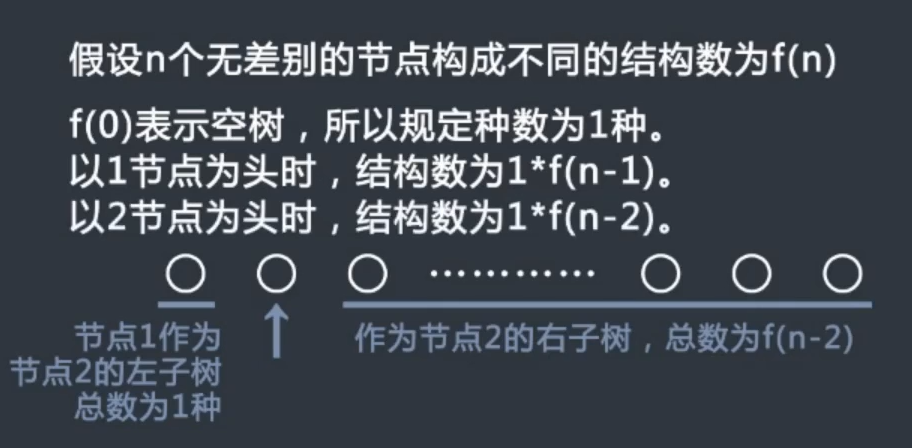 假设n个无差别的节点构成不同的结构数为f(n)
f(0)表示空树，所以规定种数为1种。
以1节点为头时，结构数为1*f(n-1)。
以2节点为头时，结构数为1*f(n-2)。
节点1作为
节点2的左子树
总数为1种
作为节点2的右子树，总数为f(n-2)